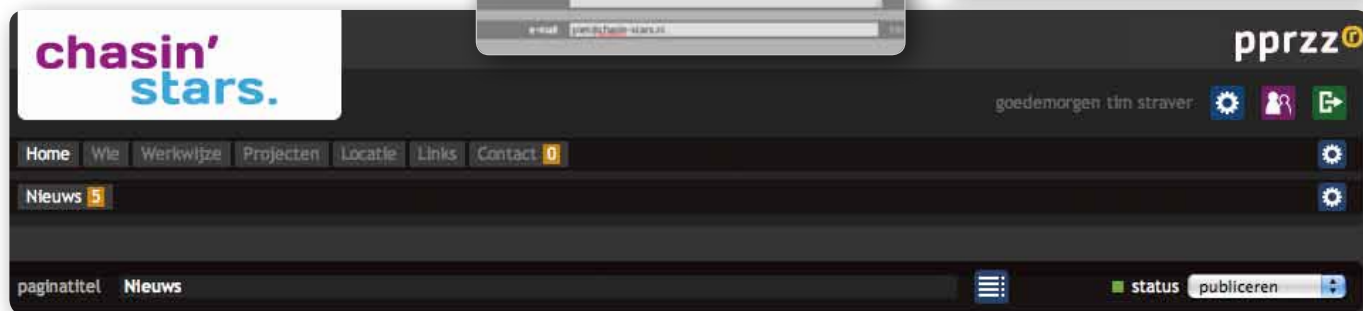 e-mail
chasin'
stars.
pprzz r
goedemorgen tim straver
Home Wie Werkwijze Projecten Locatie Links Contact 0
Nieuws 5
paginatitel Nieuws status publiceren